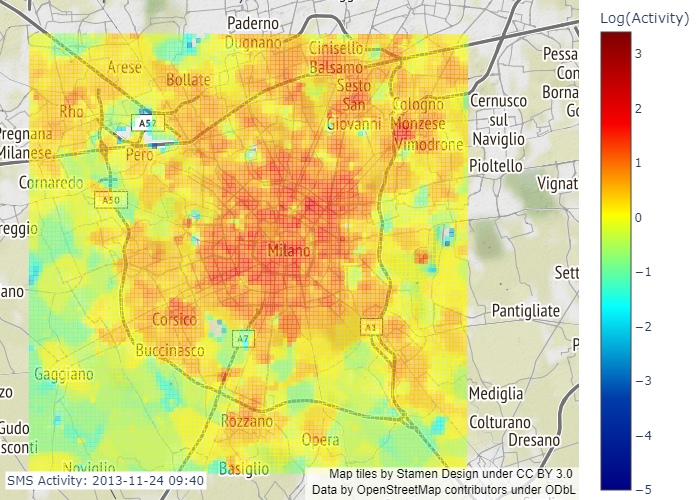 Paderno
Dugnano
Cinisello
Balsamo
Arese
Bollate
Sesto
San
Giovanni
Rho
A52
Cologno
Monzese
Vimodrone
Pregnana
Milanese
Pero
Cornaredo
A50
Cernusco
sul
Naviglio
Pioltello
Pessa
Con
Borna
Go
Vignat
reggio
Milano
Sett
ano
Pantigliate
Corsico
A7
A1
Buccinasco
Gaggiano
zo
Mediglia
Gudo
sconti
Rozzano
Opera
Colturano
Dresano
P
Noviglio
Basiglio
SMS Activity: 2013-11-24 09:40
Map tiles by Stamen Design under CC BY 3.0
Data by OpenStreetMap contributors under ODbL
Log(Activity)
3
2
1
0
−1
−2
−3
−4
−5